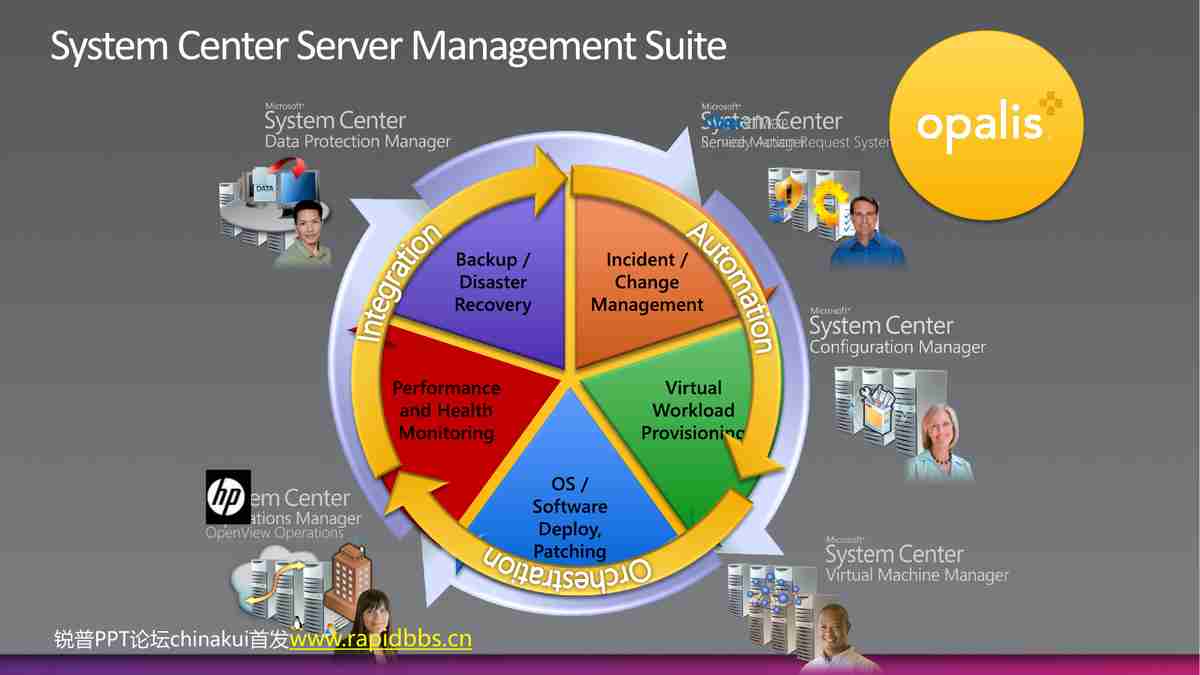 System Center Server Management Suite
Microsoft®
System Center
Data Protection Manager
DATA
Microsoft®
System Center
Service Manager Request System
opalis
Integration
Automation
Orchestration
Backup /
Disaster
Recovery
Incident /
Change
Management
Performance
and Health
Monitoring
Virtual
Workload
Provisioning
OS /
Software
Deploy,
Patching
Microsoft®
System Center
Configuration Manager
hp
em Center
ations Manager
OpenView Operations
Microsoft®
System Center
Virtual Machine Manager
锐普PPT论坛chinakui首发www.rapidbbs.cn